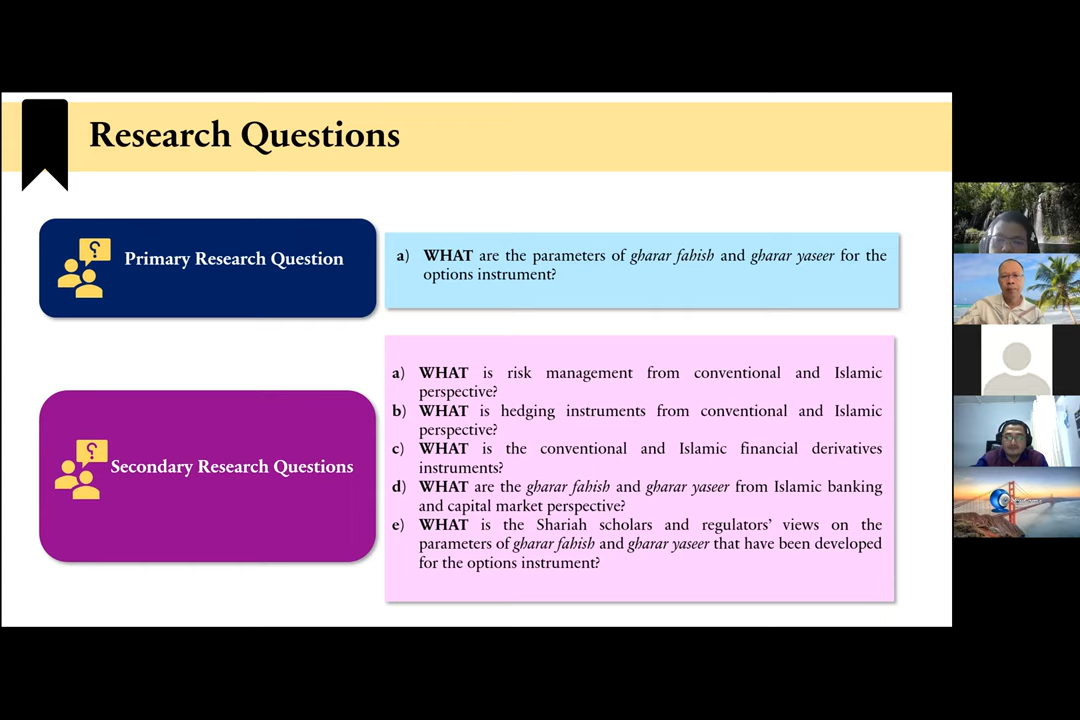 Research Questions
Primary Research Question
a) WHAT are the parameters of gharar fahish and gharar yaseer for the
options instrument?
Secondary Research Questions
a) WHAT is risk management from conventional and Islamic
perspective?
b) WHAT is hedging instruments from conventional and Islamic
perspective?
c) WHAT is the conventional and Islamic financial derivatives
instruments?
d) WHAT are the gharar fahish and gharar yaseer from Islamic banking
and capital market perspective?
e) WHAT is the Shariah scholars and regulators' views on the
parameters of gharar fahish and gharar yaseer that have been developed
for the options instrument?